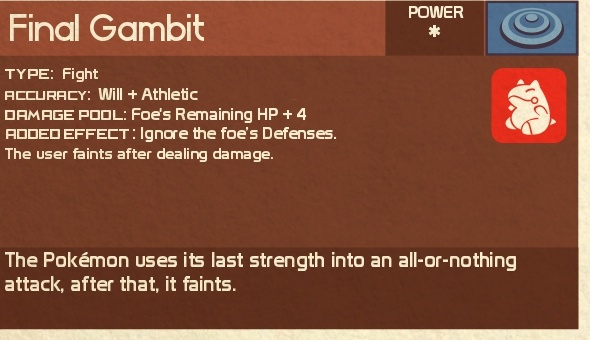 Final Gambit
POWER
*
TYPE: Fight
ACCURACY: Will + Athletic
DAMAGE POOL: Foe's Remaining HP + 4
ADDED EFFECT: Ignore the foe's Defenses.
The user faints after dealing damage.
The Pokémon uses its last strength into an all-or-nothing
attack, after that, it faints.